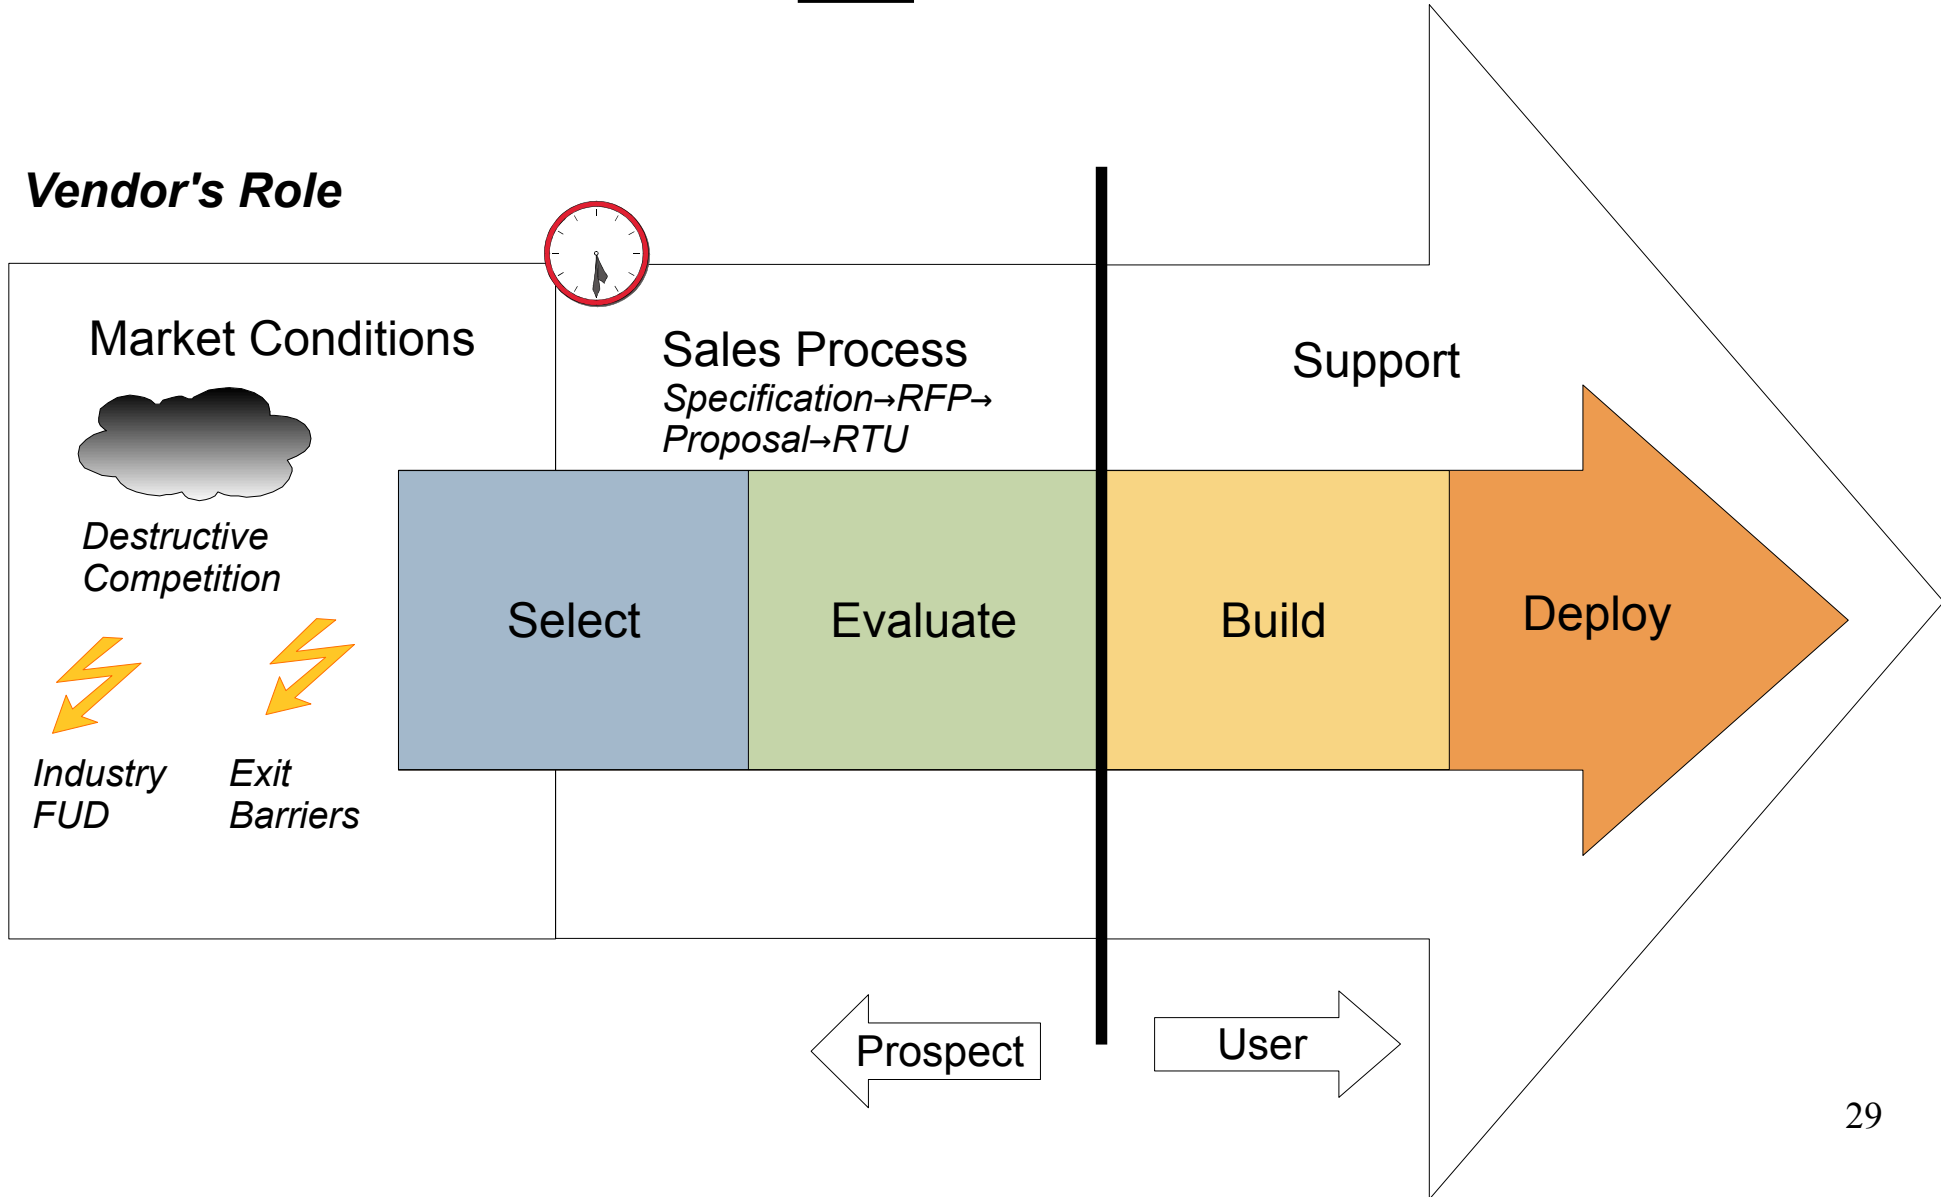 Vendor's Role
Market Conditions
Destructive
Competition
Industry
FUD
Exit
Barriers
Sales Process
Specification→RFP→
Proposal→RTU
Support
Select
Evaluate
Build
Deploy
Prospect
User
29